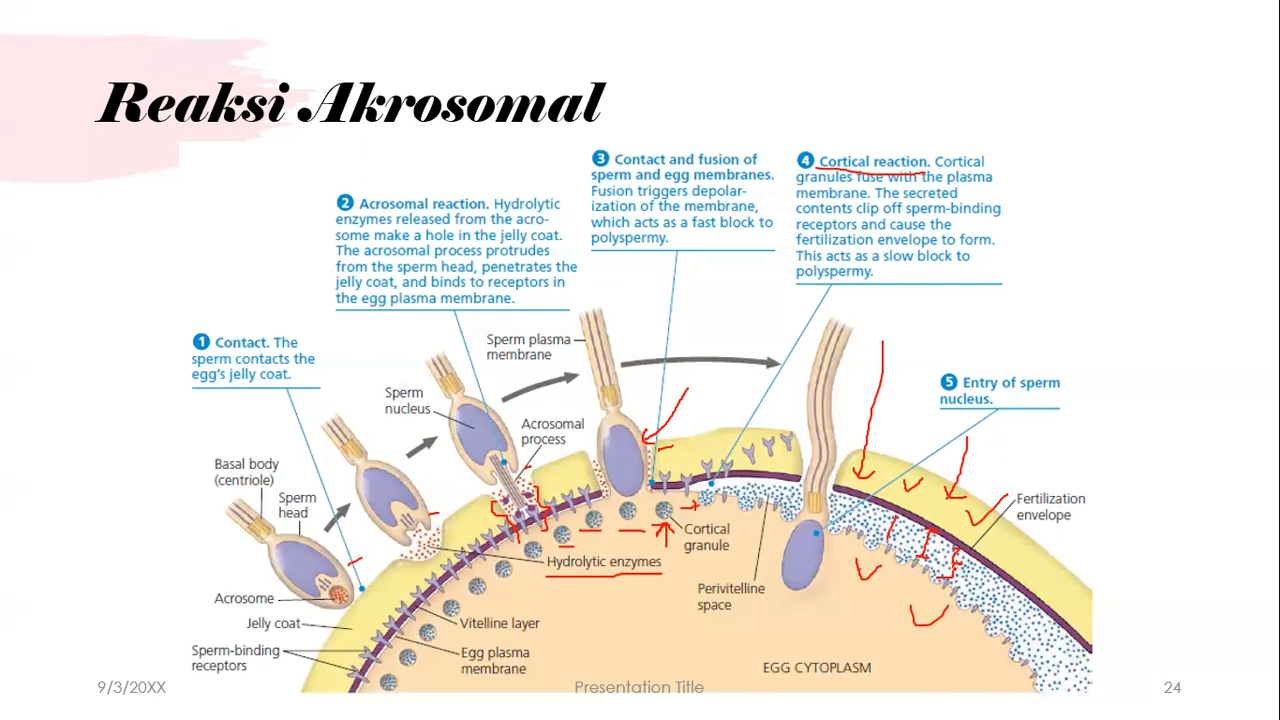 Reaksi Akrosomal
3 Contact and fusion of
sperm and egg membranes.
Fusion triggers depolar-
ization of the membrane,
which acts as a fast block to
polyspermy.
4 Cortical reaction. Cortical
granules fuse with the plasma
membrane. The secreted
contents clip off sperm-binding
receptors and cause the
fertilization envelope to form.
This acts as a slow block to
polyspermy.
2 Acrosomal reaction. Hydrolytic
enzymes released from the acro-
some make a hole in the jelly coat.
The acrosomal process protrudes
from the sperm head, penetrates the
jelly coat, and binds to receptors in
the egg plasma membrane.
1 Contact. The
sperm contacts the
egg's jelly coat.
Sperm plasma
membrane
5 Entry of sperm
nucleus.
Sperm
nucleus
Acrosomal
process
Basal body
(centriole)
Sperm
head
Fertilization
envelope
Cortical
granule
Hydrolytic enzymes
Perivitelline
space
Acrosome
Jelly coat
Vitelline layer
Sperm-binding
receptors
Egg plasma
membrane
EGG CYTOPLASM
9/3/20XX
Presentation Title
24